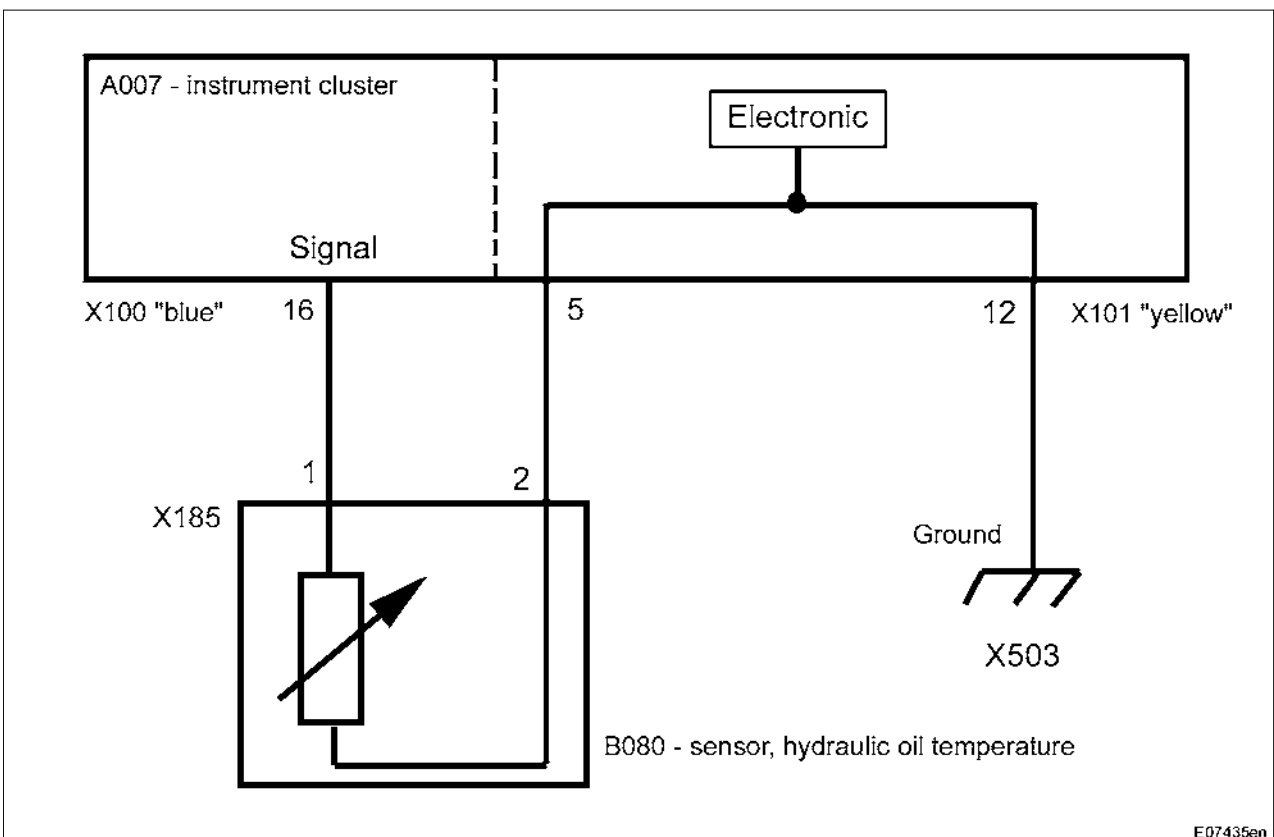 A007 - instrument cluster
Electronic
Signal
X100 "blue"
16
5
12
X101 "yellow"
1
2
X185
Ground
X503
B080 - sensor, hydraulic oil temperature
E07435en